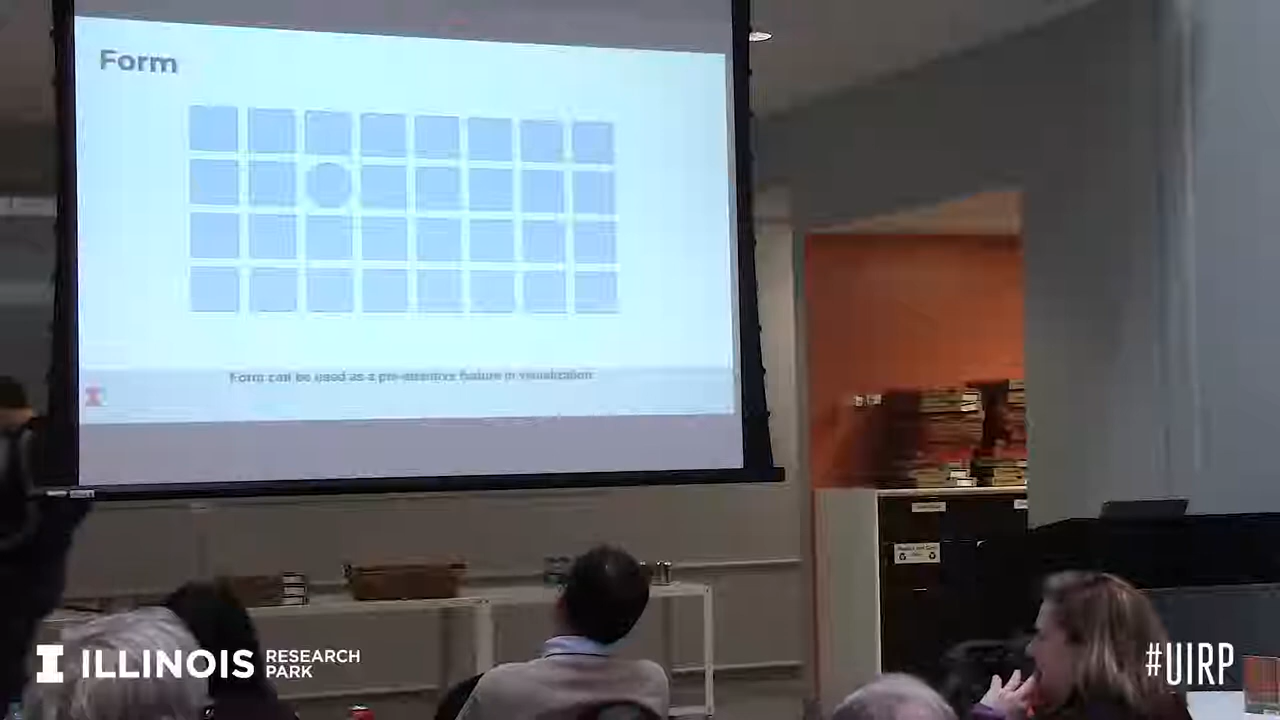 Form
Form can be used as a pre-attentive feature in visualization
ILLINOIS RESEARCH
PARK
#UIRP